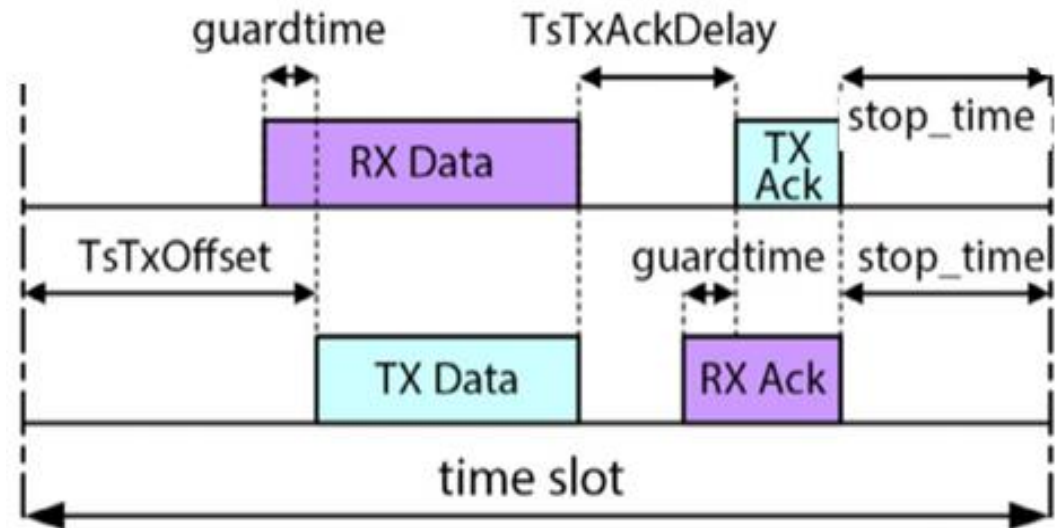 guardtime TsTxAckDelay
stop_time
RX Data
TX
Ack
TsTxOffset
guardtime stop_time
TX Data
RX Ack
time slot